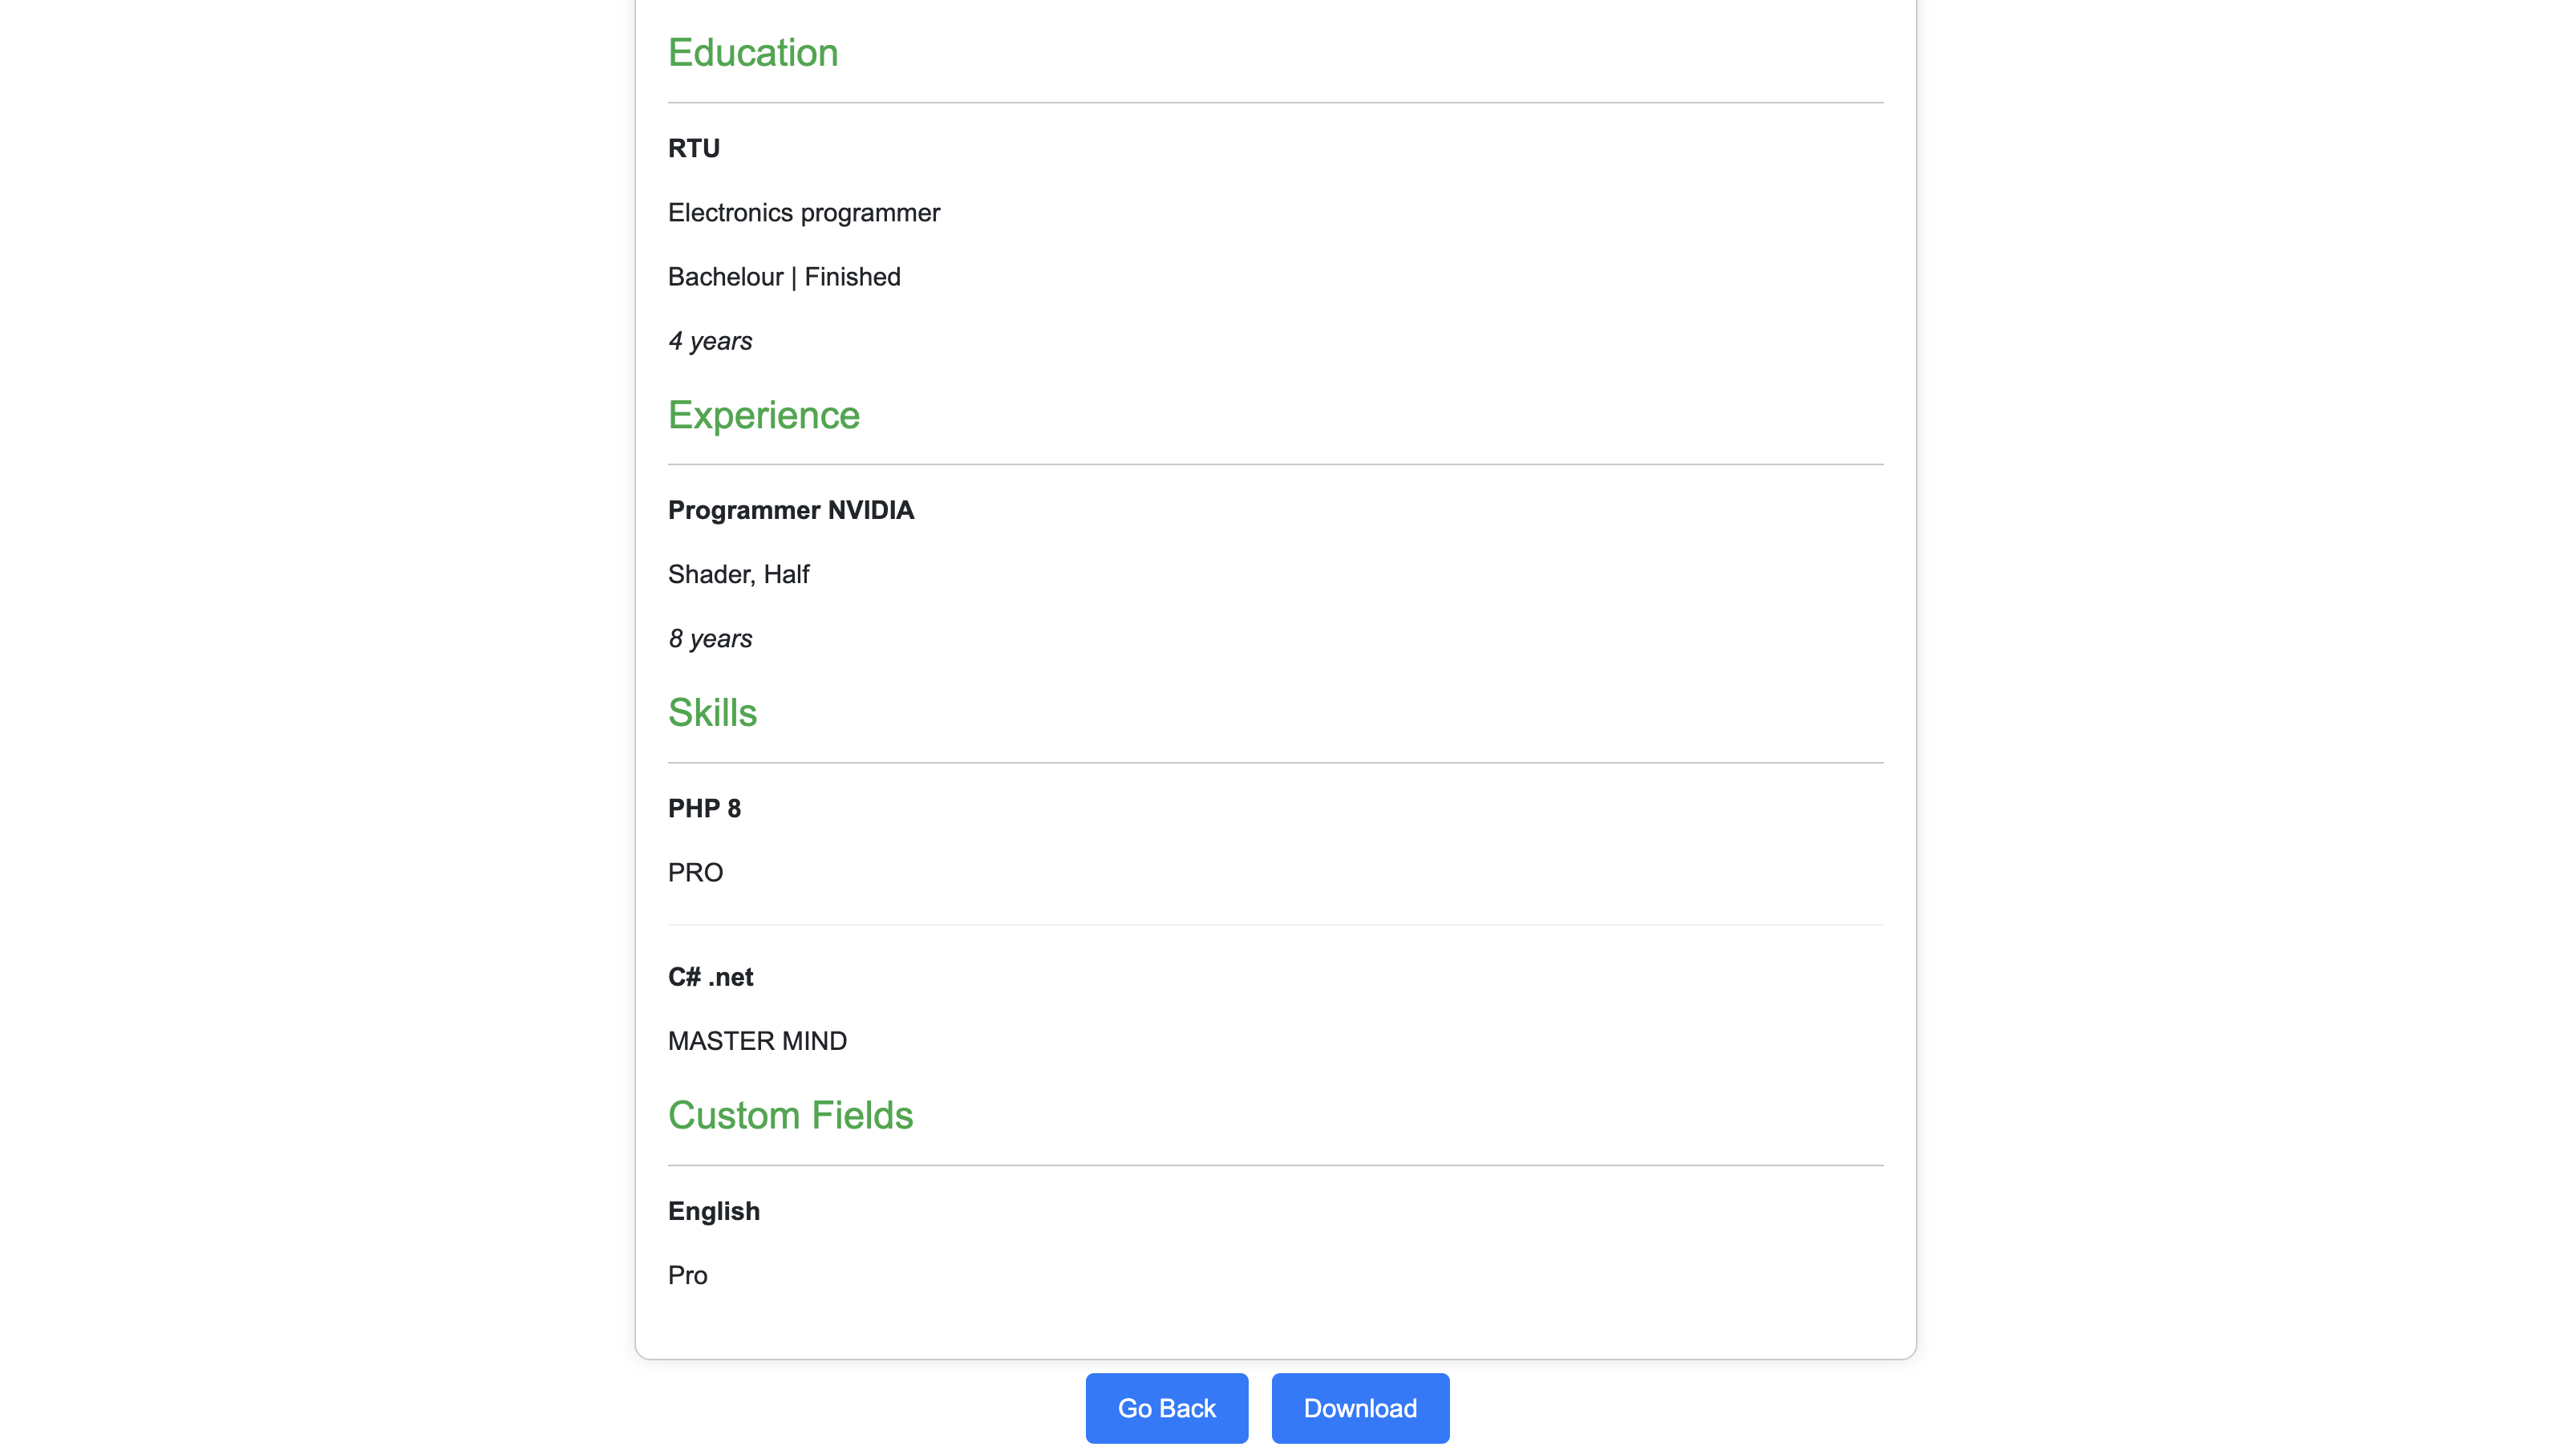 Education
RTU
Electronics programmer
Bachelour | Finished
4 years
Experience
Programmer NVIDIA
Shader, Half
8 years
Skills
PHP 8
PRO
C# .net
MASTER MIND
Custom Fields
English
Pro
Go Back Download